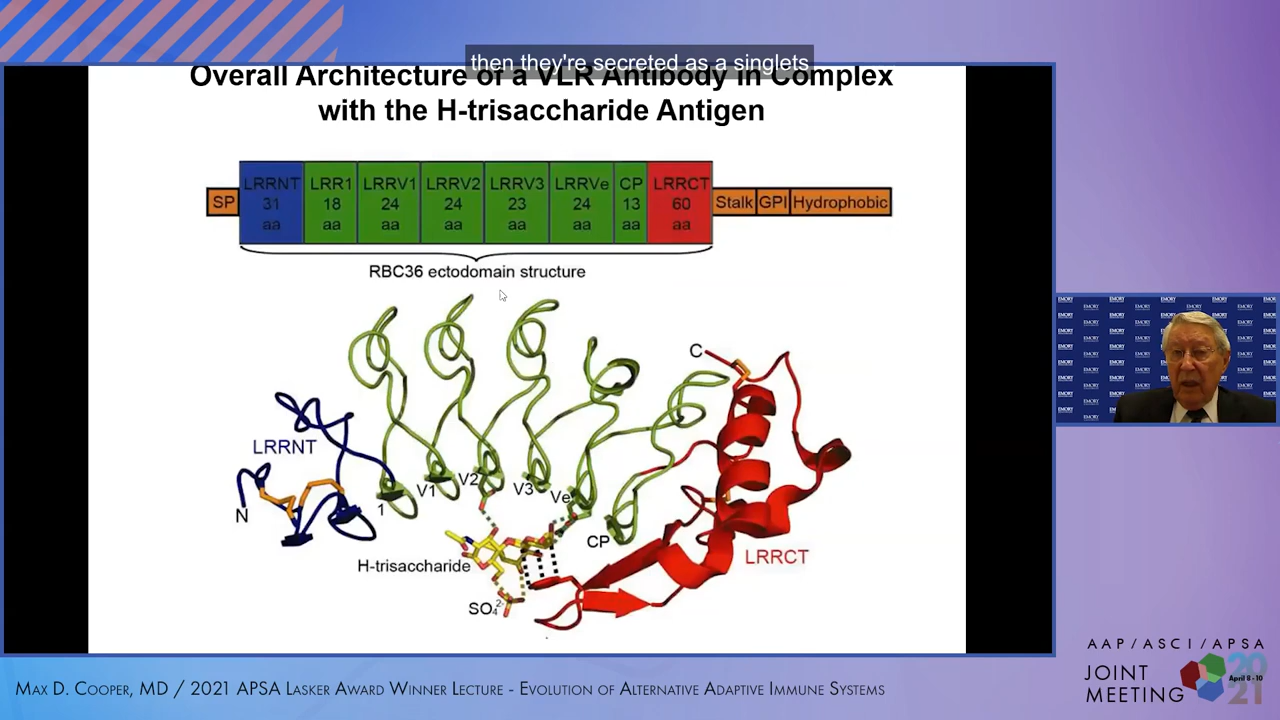 then they're secreted as a singlets
Overall Architecture of a VLR Antibody in Complex
with the H-trisaccharide Antigen
SP
LRRNT
31
aa
LRR1
18
aa
LRRV1
24
aa
LRRV2
24
aa
LRRV3
23
aa
LRRVe
24
aa
CP
13
aa
LRRCT
60
aa
Stalk
GPI
Hydrophobic
RBC36 ectodomain structure
C
LRRNT
N
1
V1
V2
V3
Ve
CP
H-trisaccharide
SO₄²⁻
LRRCT
EMORY
AAP/ASCI/APSA
JOINT
MEETING
2021
April 8-10
Max D. Cooper, MD / 2021 APSA Lasker Award Winner Lecture - Evolution of Alternative Adaptive Immune Systems